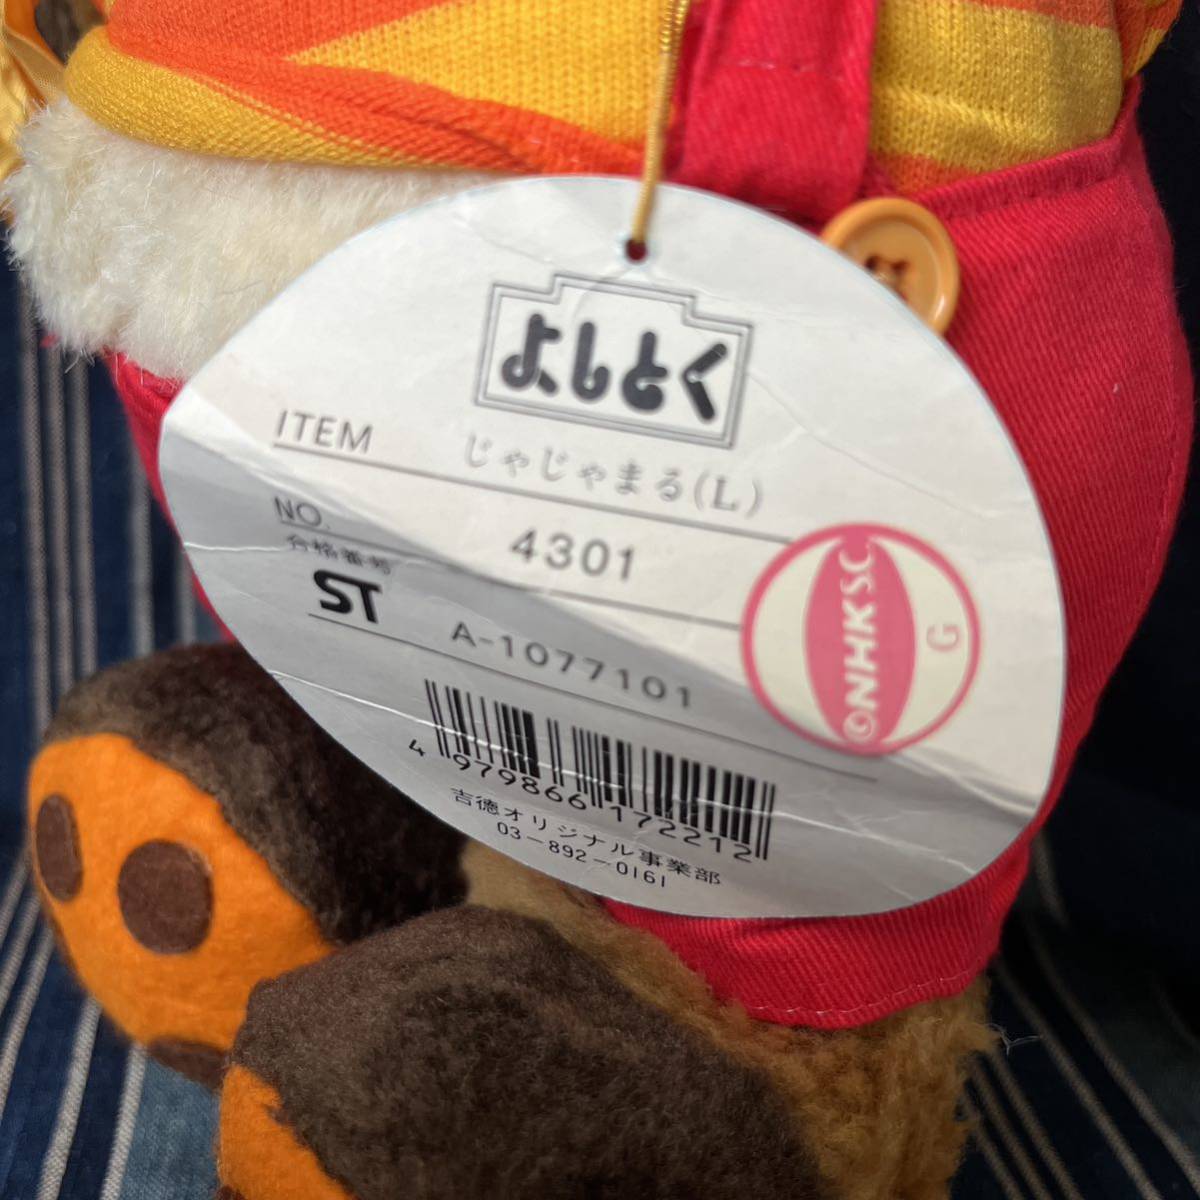 よしとく
ITEM じゃじゃまる(L)
NO. 4301
合格番号
ST A-1077101
©NHKS.C.
G
4 979866 172212
吉徳オリジナル事業部
03-892-0161